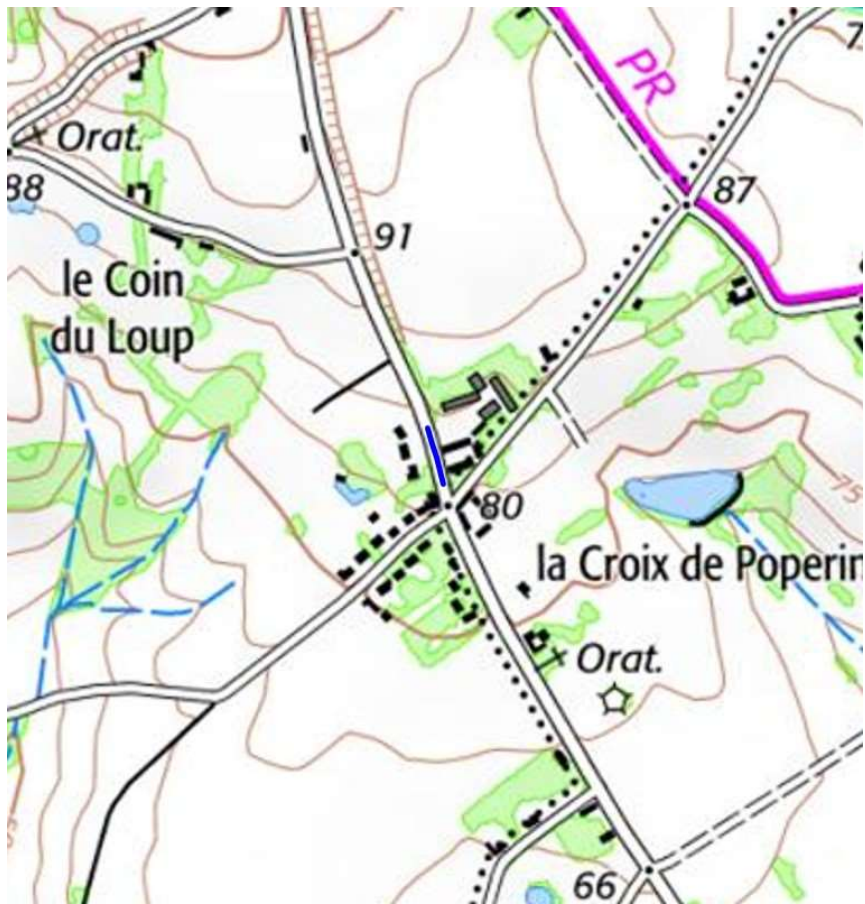 PR
Orat.
87
88
91
le Coin
du Loup
75
80
la Croix de Poperin
Orat.
66